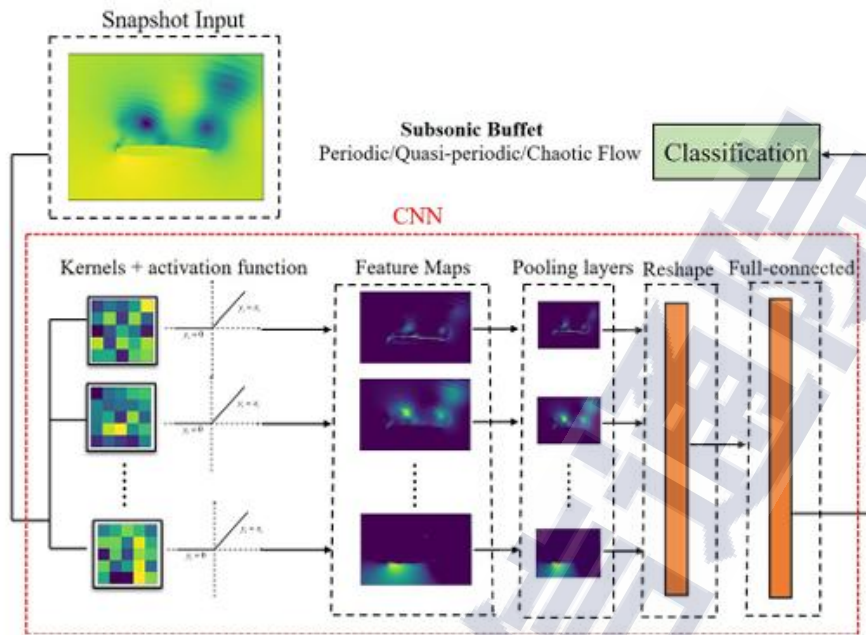 Snapshot Input
Subsonic Buffet
Periodic/Quasi-periodic/Chaotic Flow
Classification
CNN
Kernels + activation function
Feature Maps
Pooling layers
Reshape
Full-connected